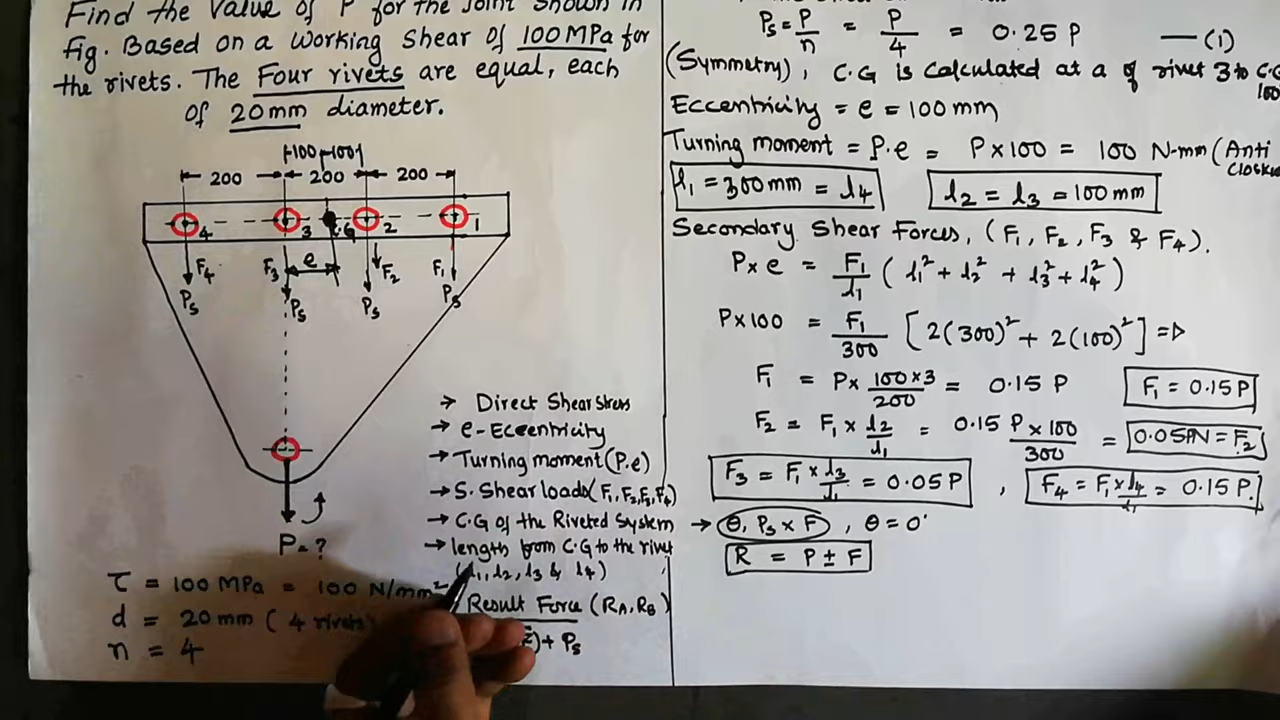 Find the Value of P for the Joint Shown in
Fig. Based on a Working Shear of 100 MPa for
the rivets. The Four rivets are equal, each
of 20mm diameter.
100 100
200 200 200
4 3 CG 2 1
F4 F3 e F2 F1
Ps Ps Ps Ps
P = ?
τ = 100 MPa = 100 N/mm²
d = 20mm ( 4 rivets
n = 4
→ Direct Shear Stress
→ e-Eccentricity
→ Turning moment (P.e)
→ S. Shear loads (F1, F2, F3, F4)
→ C.G of the Riveted System
→ length from C.G to the rivet
l1, l2, l3 & l4)
Result Force (RA, RB)
) + Ps
Ps = P/n = P/4 = 0.25 P — (1)
(Symmetry), C.G is Calculated at a of rivet 3 to C.G
100
Eccentricity = e = 100 mm
Turning moment = P.e = P×100 = 100 N-mm (Anti
Clockw
l1 = 300mm = l4 l2 = l3 = 100 mm
Secondary Shear Forces, (F1, F2, F3 & F4).
P×e = F1/l1 ( l1² + l2² + l3² + l4² )
P×100 = F1/300 [ 2(300)² + 2(100)² ] ⇒
F1 = P× 100×3/200 = 0.15 P F1 = 0.15 P
F2 = F1 × l2/l1 = 0.15 P×100/300 = 0.05PN = F2
F3 = F1 × l3/l1 = 0.05 P , F4 = F1 × l4/l1 = 0.15 P.
→ θ, Ps × F , θ = 0°
R = P ± F